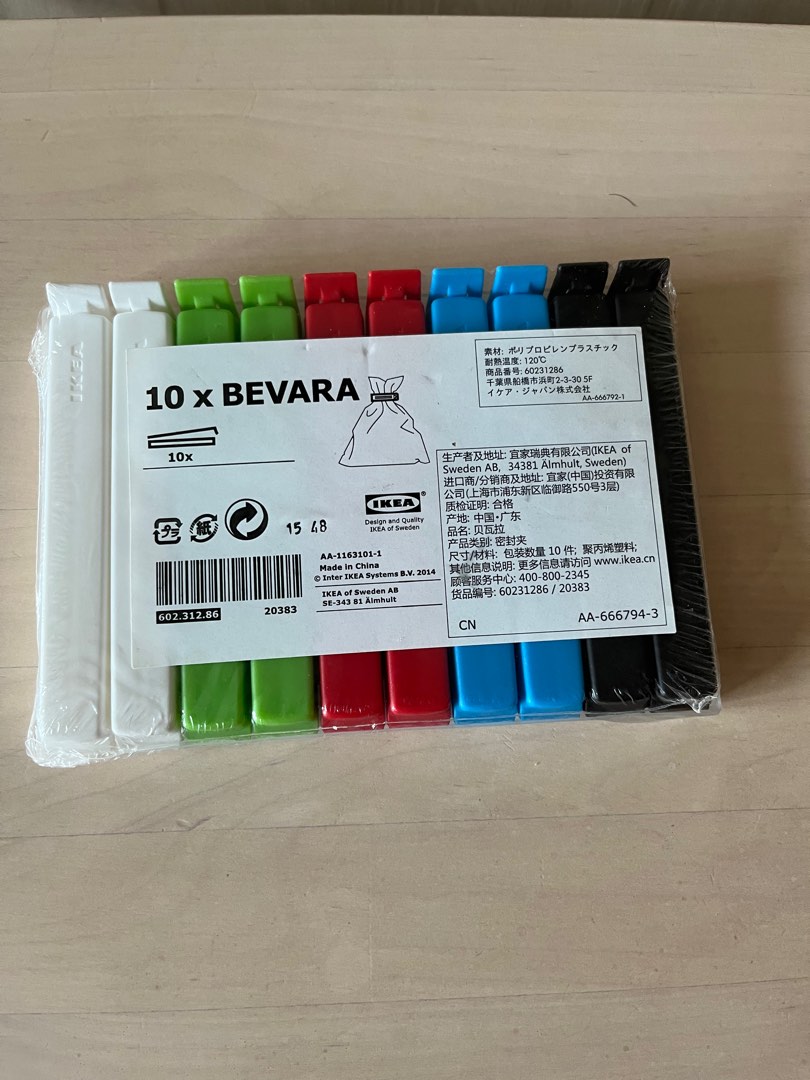 IKEA
10 x BEVARA
10x
プラ
紙
15 48
IKEA®
Design and Quality
IKEA of Sweden
602.312.86
20383
AA-1163101-1
Made in China
© Inter IKEA Systems B.V. 2014
IKEA of Sweden AB
SE-343 81 Älmhult
素材: ポリプロピレンプラスチック
耐熱温度: 120℃
商品番号: 60231286
千葉県船橋市浜町2-3-30 5F
イケア・ジャパン株式会社
AA-666792-1
生产者及地址: 宜家瑞典有限公司(IKEA of
Sweden AB, 34381 Älmhult, Sweden)
进口商/分销商及地址: 宜家(中国)投资有限
公司(上海市浦东新区临御路550号3层)
质检证明: 合格
产地: 中国•广东
品名: 贝瓦拉
产品类别: 密封夹
尺寸/材料: 包装数量 10 件; 聚丙烯塑料;
其他信息说明: 更多信息请访问 www.ikea.cn
顾客服务中心: 400-800-2345
货品编号: 60231286 / 20383
CN
AA-666794-3